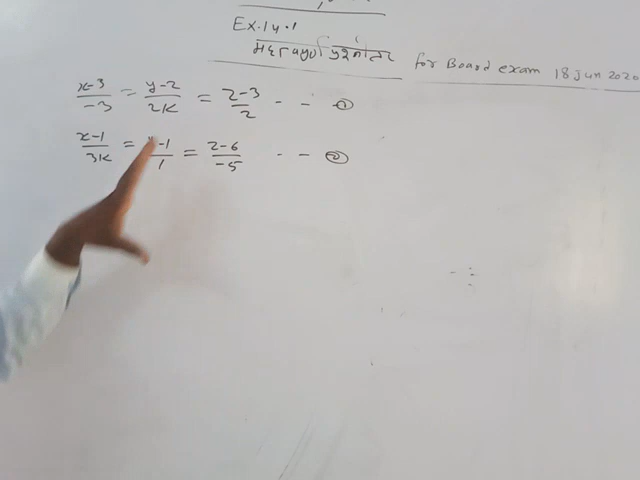 Ex.14.1
महत्वपूर्ण प्रश्नोत्तर for Board exam 18 Jun 2020
x-3/-3 = y-2/2K = z-3/2 - - ①
x-1/3K = y-1/1 = z-6/-5 - - ②